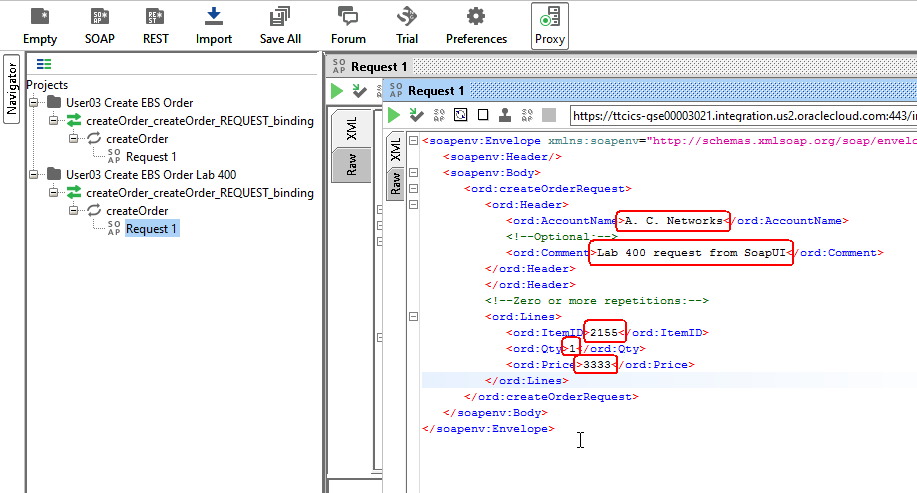 Empty SOAP REST Import Save All Forum Trial Preferences Proxy
Navigator
Projects
User03 Create EBS Order
createOrder_createOrder_REQUEST_binding
createOrder
SOAP Request 1
User03 Create EBS Order Lab 400
createOrder_createOrder_REQUEST_binding
createOrder
SOAP Request 1
SOAP Request 1
XML
Raw
SOAP Request 1
https://ttcics-qse00003021.integration.us2.oraclecloud.com:443/in
XML
Raw
<soapenv:Envelope xmlns:soapenv="http://schemas.xmlsoap.org/soap/envelo
<soapenv:Header/>
<soapenv:Body>
<ord:createOrderRequest>
<ord:Header>
<ord:AccountName>A. C. Networks</ord:AccountName>
<!--Optional:-->
<ord:Comment>Lab 400 request from SoapUI</ord:Comment>
</ord:Header>
</ord:Header>
<!--Zero or more repetitions:-->
<ord:Lines>
<ord:ItemID>2155</ord:ItemID>
<ord:Qty>1</ord:Qty>
<ord:Price>3333</ord:Price>
</ord:Lines>
</ord:createOrderRequest>
</soapenv:Body>
</soapenv:Envelope>